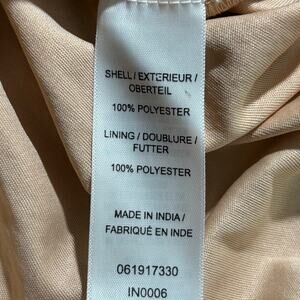 SHELL / EXTERIEUR /
OBERTEIL
100% POLYESTER
LINING / DOUBLURE /
FUTTER
100% POLYESTER
MADE IN INDIA /
FABRIQUÉ EN INDE
061917330
IN0006